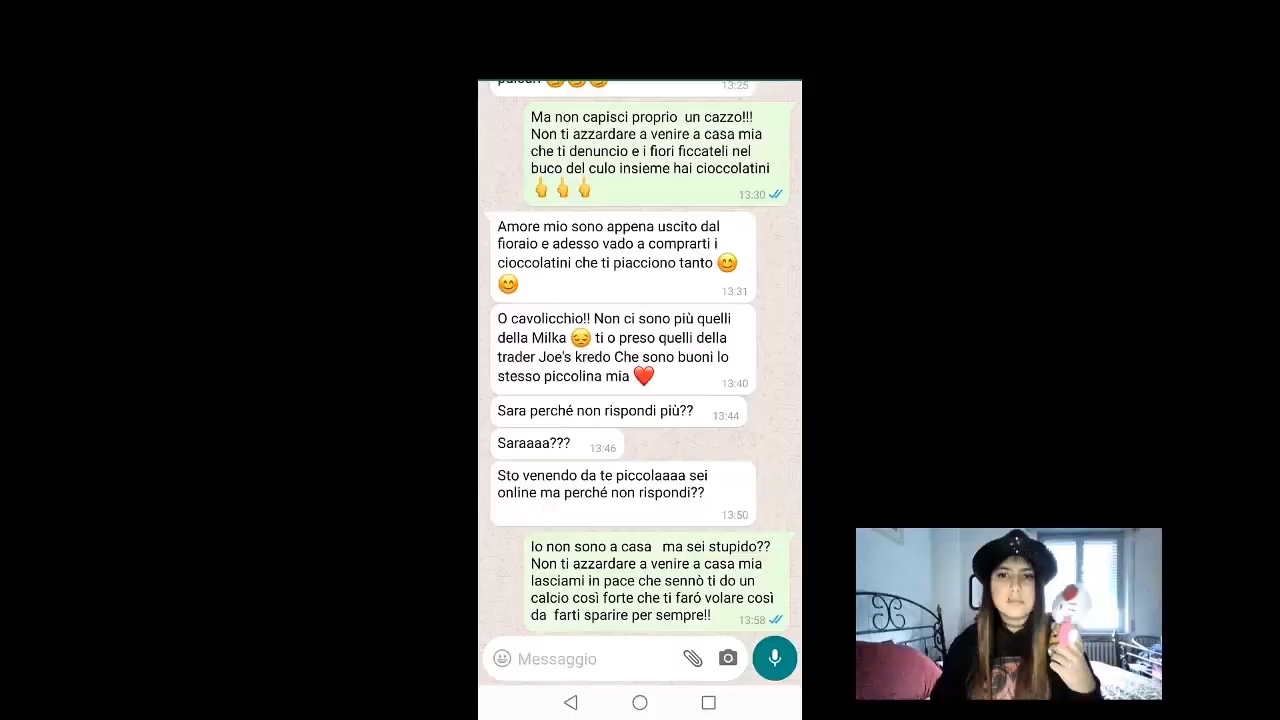 13:25
Ma non capisci proprio un cazzo!!!
Non ti azzardare a venire a casa mia
che ti denuncio e i fiori ficcateli nel
buco del culo insieme hai cioccolatini
🖕🖕🖕
13:30
Amore mio sono appena uscito dal
fioraio e adesso vado a comprarti i
cioccolatini che ti piacciono tanto 😊
😊
13:31
O cavolicchio!! Non ci sono più quelli
della Milka 😔 ti o preso quelli della
trader Joe's kredo Che sono buoni lo
stesso piccolina mia ❤️
13:40
Sara perché non rispondi più??
13:44
Saraaaa???
13:46
Sto venendo da te piccolaaaa sei
online ma perché non rispondi??
13:50
Io non sono a casa ma sei stupido??
Non ti azzardare a venire a casa mia
lasciami in pace che sennò ti do un
calcio così forte che ti faró volare così
da farti sparire per sempre!!
13:58
Messaggio